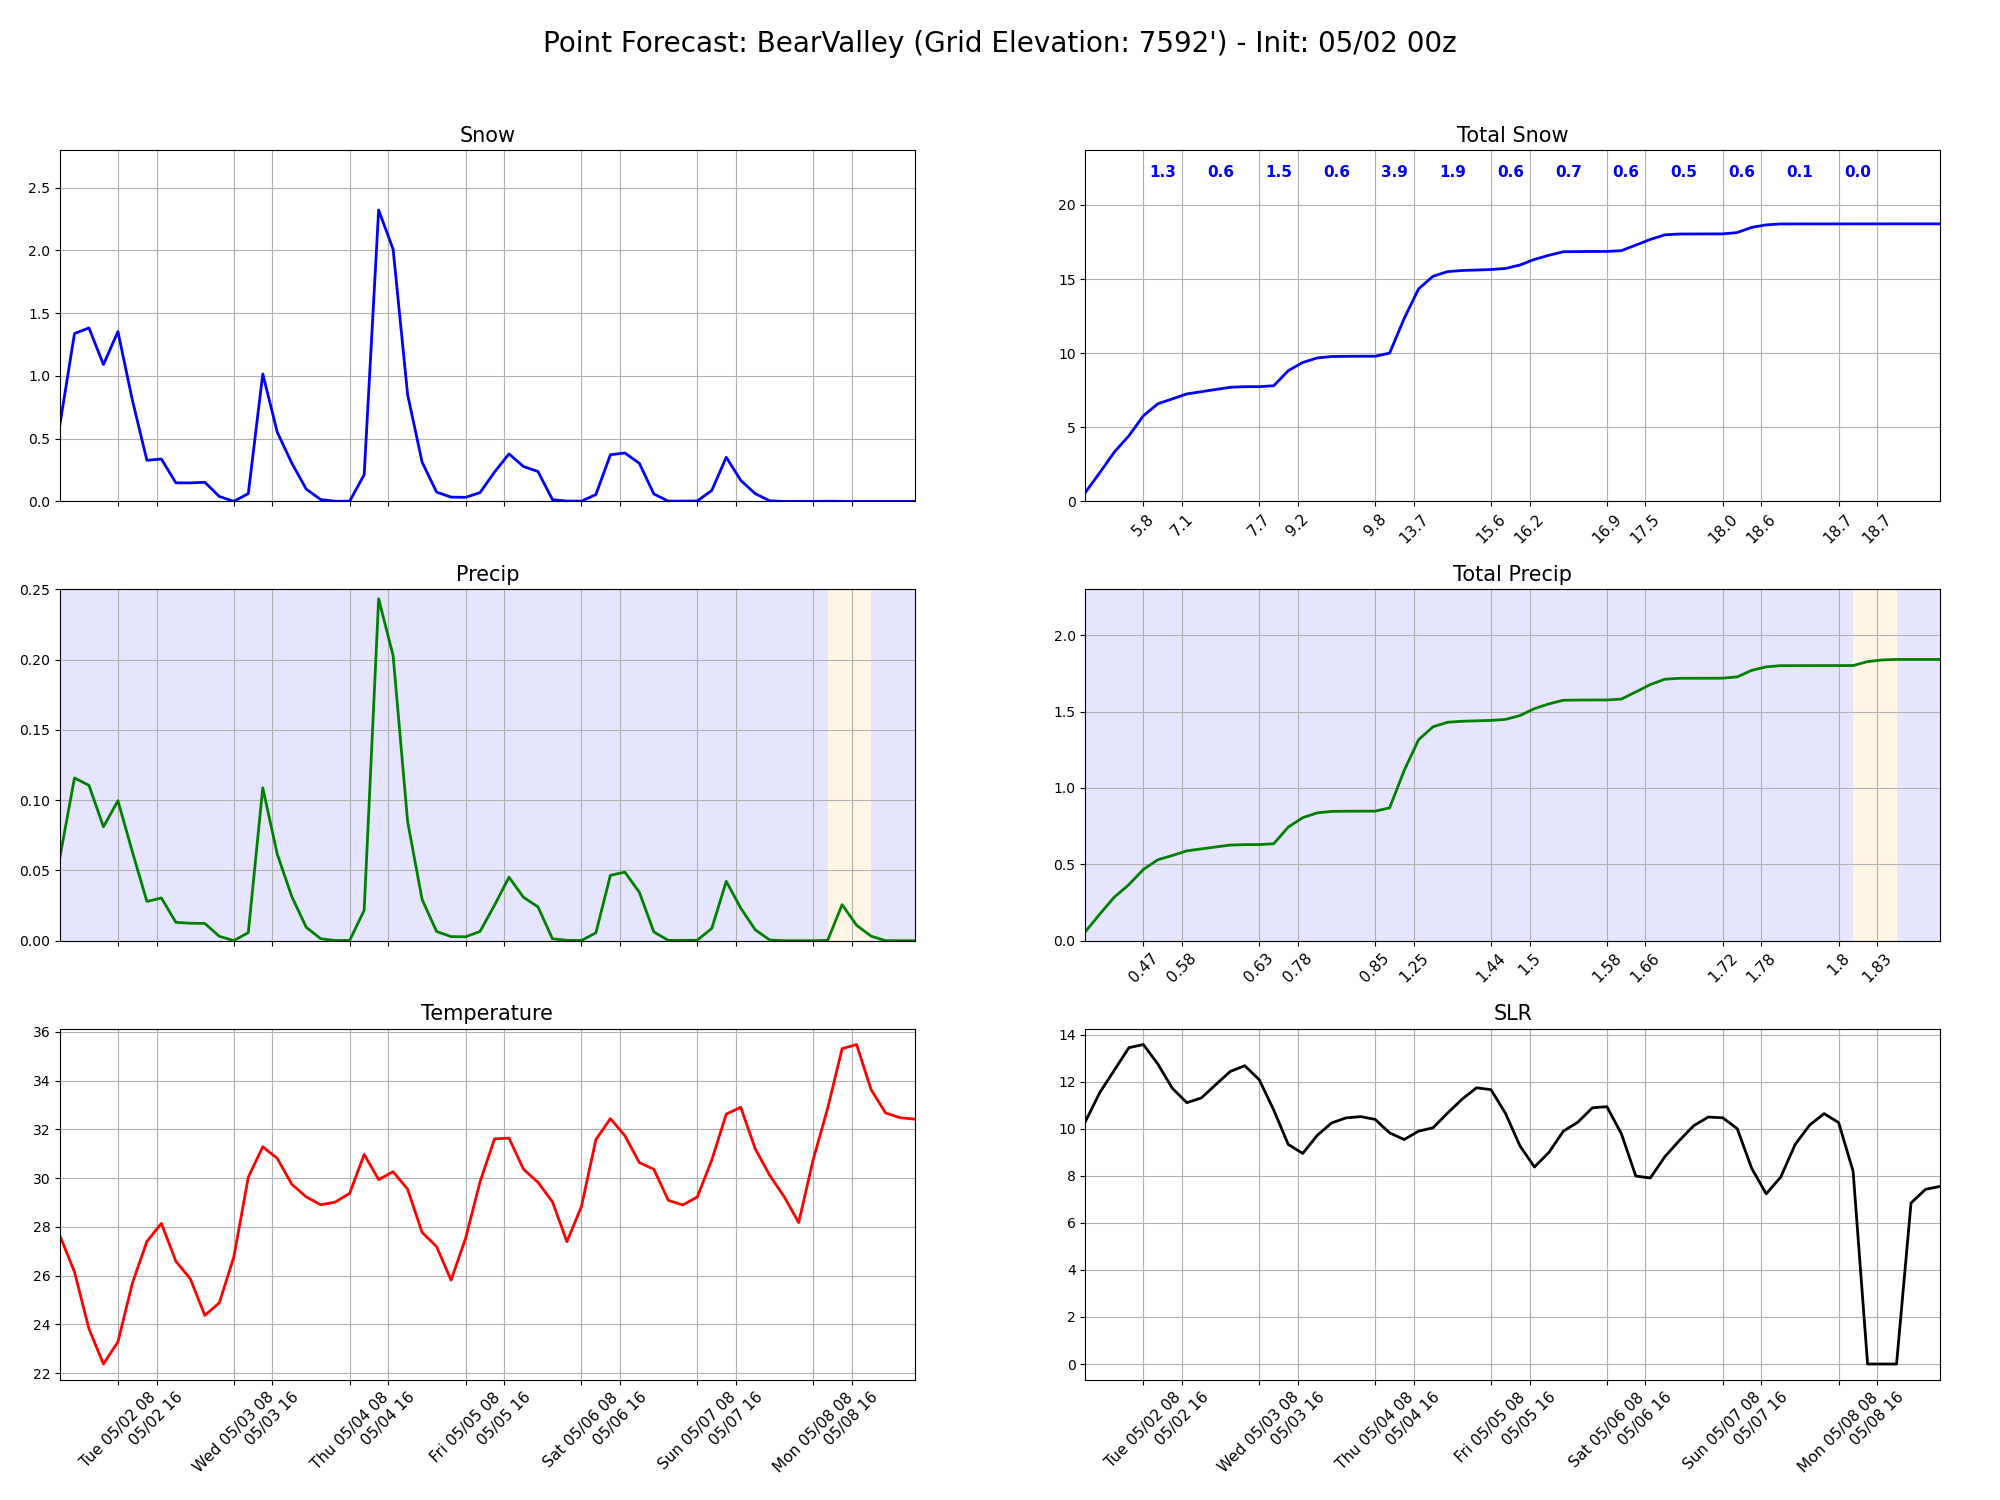 Point Forecast: BearValley (Grid Elevation: 7592') - Init: 05/02 00z
Snow
2.5
2.0
1.5
1.0
0.5
0.0
Total Snow
1.3 0.6 1.5 0.6 3.9 1.9 0.6 0.7 0.6 0.5 0.6 0.1 0.0
20
15
10
5
0
5.8 7.1 7.7 9.2 9.8 13.7 15.6 16.2 16.9 17.5 18.0 18.6 18.7 18.7
Precip
0.25
0.20
0.15
0.10
0.05
0.00
Total Precip
2.0
1.5
1.0
0.5
0.0
0.47 0.58 0.63 0.78 0.85 1.25 1.44 1.5 1.58 1.66 1.72 1.78 1.8 1.83
Temperature
36
34
32
30
28
26
24
22
Tue 05/02 08
05/02 16
Wed 05/03 08
05/03 16
Thu 05/04 08
05/04 16
Fri 05/05 08
05/05 16
Sat 05/06 08
05/06 16
Sun 05/07 08
05/07 16
Mon 05/08 08
05/08 16
SLR
14
12
10
8
6
4
2
0
Tue 05/02 08
05/02 16
Wed 05/03 08
05/03 16
Thu 05/04 08
05/04 16
Fri 05/05 08
05/05 16
Sat 05/06 08
05/06 16
Sun 05/07 08
05/07 16
Mon 05/08 08
05/08 16